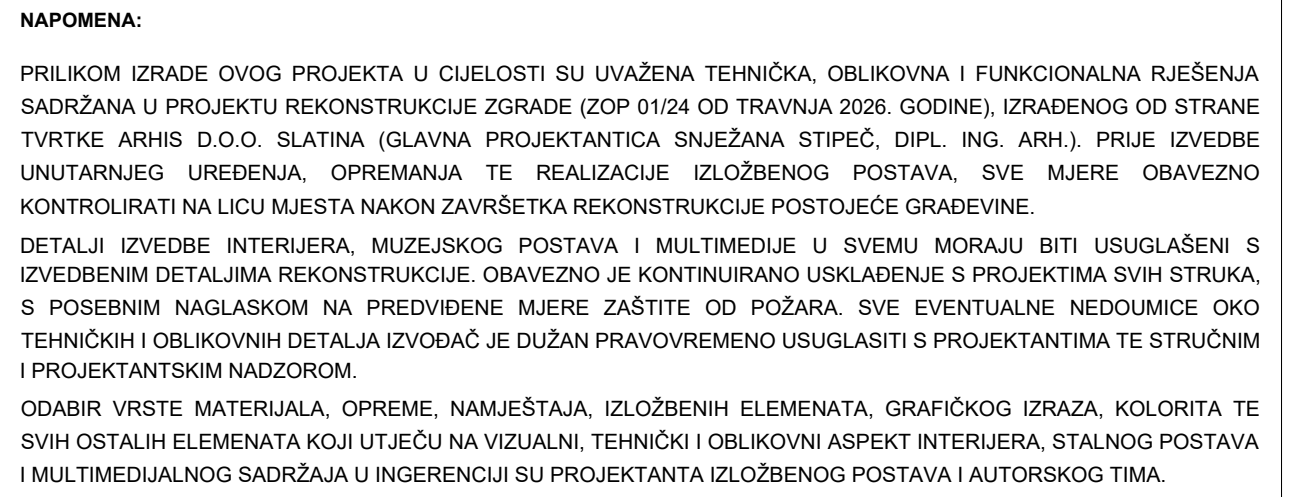 NAPOMENA:
PRILIKOM IZRADE OVOG PROJEKTA U CIJELOSTI SU UVAŽENA TEHNIČKA, OBLIKOVNA I FUNKCIONALNA RJEŠENJA
SADRŽANA U PROJEKTU REKONSTRUKCIJE ZGRADE (ZOP 01/24 OD TRAVNJA 2026. GODINE), IZRAĐENOG OD STRANE
TVRTKE ARHIS D.O.O. SLATINA (GLAVNA PROJEKTANTICA SNJEŽANA STIPEČ, DIPL. ING. ARH.). PRIJE IZVEDBE
UNUTARNJEG UREĐENJA, OPREMANJA TE REALIZACIJE IZLOŽBENOG POSTAVA, SVE MJERE OBAVEZNO
KONTROLIRATI NA LICU MJESTA NAKON ZAVRŠETKA REKONSTRUKCIJE POSTOJEĆE GRAĐEVINE.
DETALJI IZVEDBE INTERIJERA, MUZEJSKOG POSTAVA I MULTIMEDIJE U SVEMU MORAJU BITI USUGLAŠENI S
IZVEDBENIM DETALJIMA REKONSTRUKCIJE. OBAVEZNO JE KONTINUIRANO USKLAĐENJE S PROJEKTIMA SVIH STRUKA,
S POSEBNIM NAGLASKOM NA PREDVIĐENE MJERE ZAŠTITE OD POŽARA. SVE EVENTUALNE NEDOUMICE OKO
TEHNIČKIH I OBLIKOVNIH DETALJA IZVOĐAČ JE DUŽAN PRAVOVREMENO USUGLASITI S PROJEKTANTIMA TE STRUČNIM
I PROJEKTANTSKIM NADZOROM.
ODABIR VRSTE MATERIJALA, OPREME, NAMJEŠTAJA, IZLOŽBENIH ELEMENATA, GRAFIČKOG IZRAZA, KOLORITA TE
SVIH OSTALIH ELEMENATA KOJI UTJEČU NA VIZUALNI, TEHNIČKI I OBLIKOVNI ASPEKT INTERIJERA, STALNOG POSTAVA
I MULTIMEDIJALNOG SADRŽAJA U INGERENCIJI SU PROJEKTANTA IZLOŽBENOG POSTAVA I AUTORSKOG TIMA.